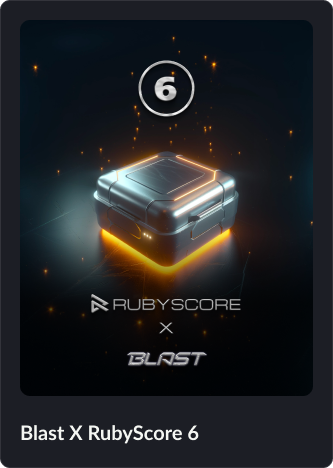 6
RUBYSCORE
X
BLAST
Blast X RubyScore 6